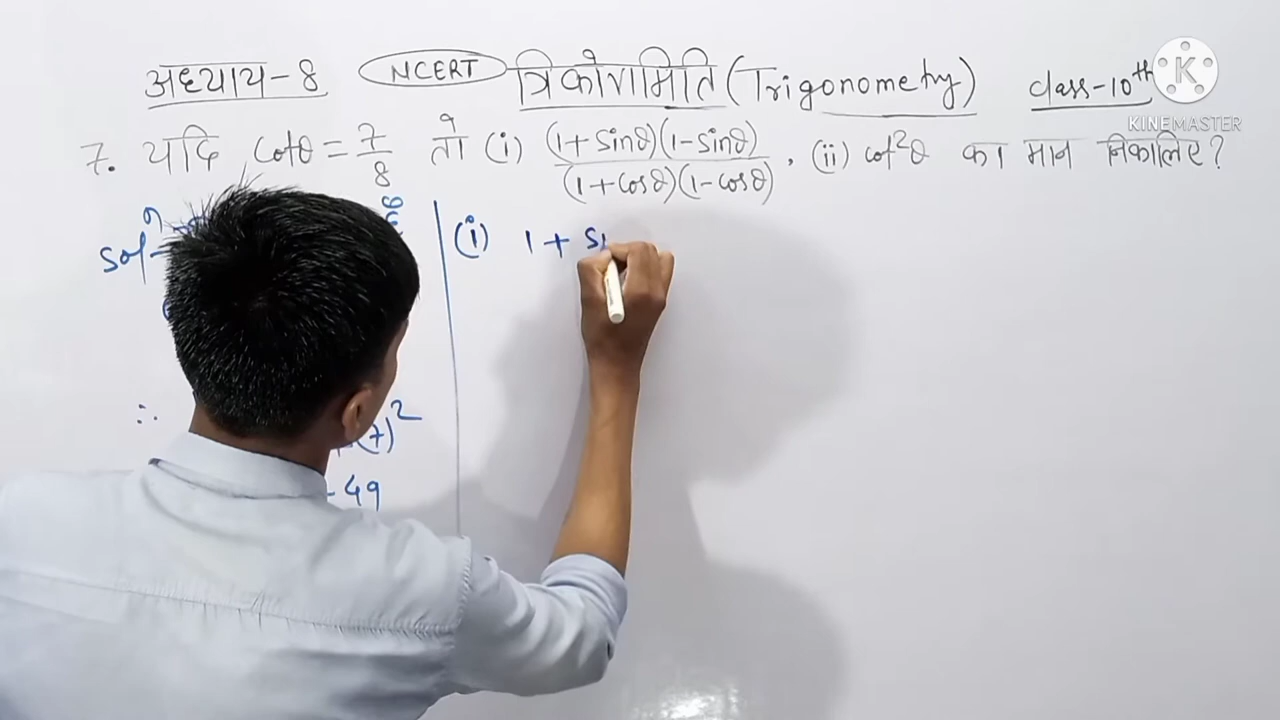 अध्याय-8 NCERT त्रिकोणमिति (Trigonometry) class-10th
KINEMASTER
7. यदि cotθ = 7/8 तो (i) (1+sinθ)(1-sinθ)/(1+cosθ)(1-cosθ), (ii) cot²θ का मान निकालिए?
Sol-
(i) 1+ S
∴ (7)²
49